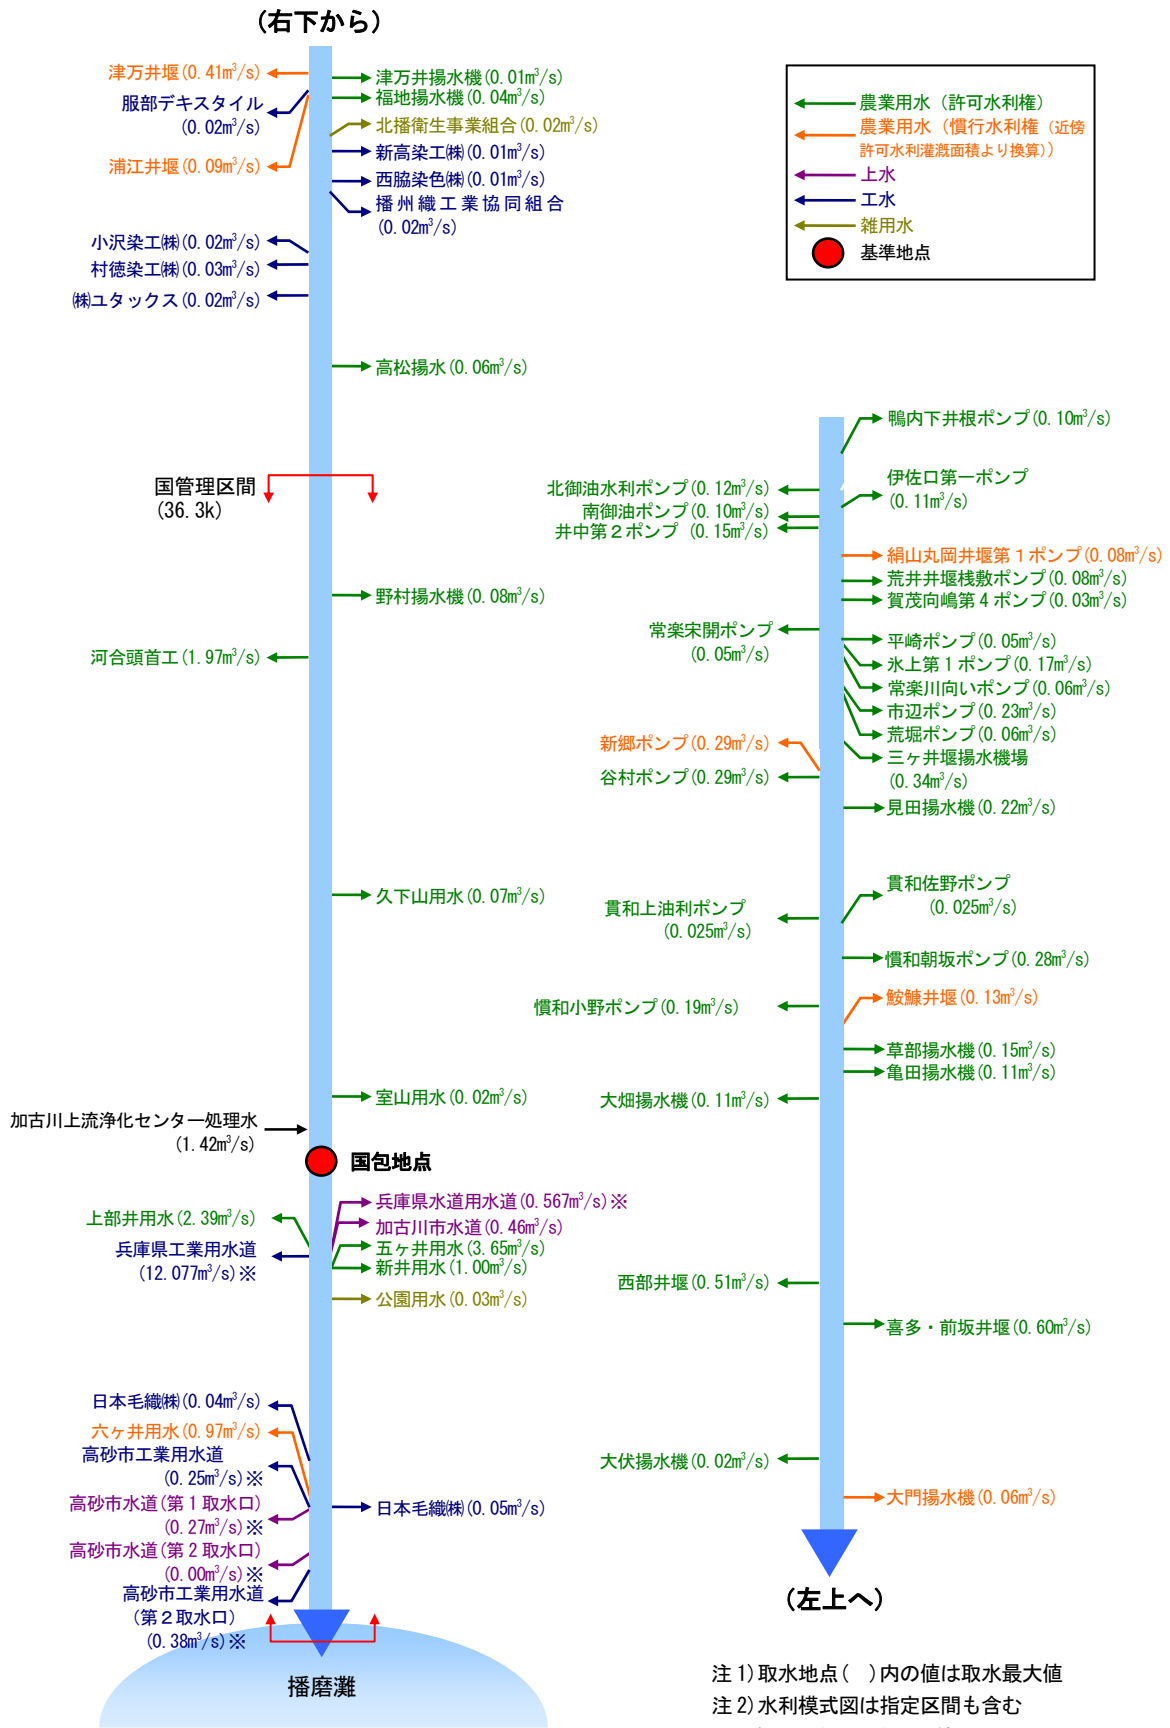 (右下から)
津万井堰(0.41m³/s)
服部デキスタイル
(0.02m³/s)
浦江井堰(0.09m³/s)
小沢染工㈱(0.02m³/s)
村徳染工㈱(0.03m³/s)
㈱ユタックス(0.02m³/s)
津万井揚水機(0.01m³/s)
福地揚水機(0.04m³/s)
北播衛生事業組合(0.02m³/s)
新高染工㈱(0.01m³/s)
西脇染色㈱(0.01m³/s)
播州織工業協同組合
(0.02m³/s)
高松揚水(0.06m³/s)
国管理区間
(36.3k)
野村揚水機(0.08m³/s)
河合頭首工(1.97m³/s)
久下山用水(0.07m³/s)
室山用水(0.02m³/s)
加古川上流浄化センター処理水
(1.42m³/s)
国包地点
上部井用水(2.39m³/s)
兵庫県工業用水道
(12.077m³/s)※
兵庫県水道用水道(0.567m³/s)※
加古川市水道(0.46m³/s)
五ヶ井用水(3.65m³/s)
新井用水(1.00m³/s)
公園用水(0.03m³/s)
日本毛織㈱(0.04m³/s)
六ヶ井用水(0.97m³/s)
高砂市工業用水道
(0.25m³/s)※
高砂市水道(第1取水口)
(0.27m³/s)※
高砂市水道(第2取水口)
(0.00m³/s)※
高砂市工業用水道
(第2取水口)
(0.38m³/s)※
日本毛織㈱(0.05m³/s)
播磨灘
農業用水（許可水利権）
農業用水（慣行水利権（近傍
許可水利灌漑面積より換算））
上水
工水
雑用水
基準地点
鴨内下井根ポンプ(0.10m³/s)
伊佐口第一ポンプ
(0.11m³/s)
北御油水利ポンプ(0.12m³/s)
南御油ポンプ(0.10m³/s)
井中第2ポンプ (0.15m³/s)
絹山丸岡井堰第1ポンプ(0.08m³/s)
荒井井堰桟敷ポンプ(0.08m³/s)
賀茂向嶋第4ポンプ(0.03m³/s)
常楽宋開ポンプ
(0.05m³/s)
平崎ポンプ(0.05m³/s)
氷上第1ポンプ(0.17m³/s)
常楽川向いポンプ(0.06m³/s)
市辺ポンプ(0.23m³/s)
荒堀ポンプ(0.06m³/s)
三ヶ井堰揚水機場
(0.34m³/s)
新郷ポンプ(0.29m³/s)
谷村ポンプ(0.29m³/s)
見田揚水機(0.22m³/s)
貫和佐野ポンプ
(0.025m³/s)
貫和上油利ポンプ
(0.025m³/s)
慣和朝坂ポンプ(0.28m³/s)
鮟鱇井堰(0.13m³/s)
慣和小野ポンプ(0.19m³/s)
草部揚水機(0.15m³/s)
亀田揚水機(0.11m³/s)
大畑揚水機(0.11m³/s)
西部井堰(0.51m³/s)
喜多・前坂井堰(0.60m³/s)
大伏揚水機(0.02m³/s)
大門揚水機(0.06m³/s)
(左上へ)
注1)取水地点(　)内の値は取水最大値
注2)水利模式図は指定区間も含む